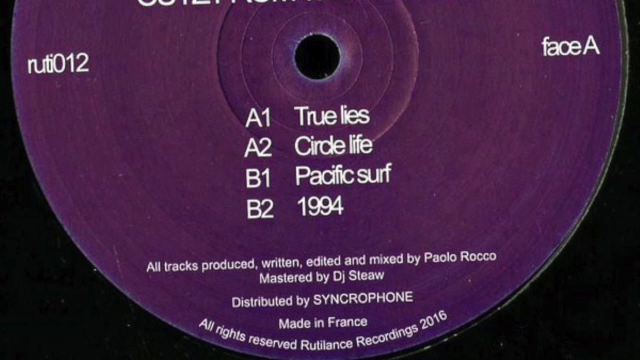 ruti012
face A
A1 True lies
A2 Circle life
B1 Pacific surf
B2 1994
All tracks produced, written, edited and mixed by Paolo Rocco
Mastered by Dj Steaw
Distributed by SYNCROPHONE
Made in France
All rights reserved Rutilance Recordings 2016